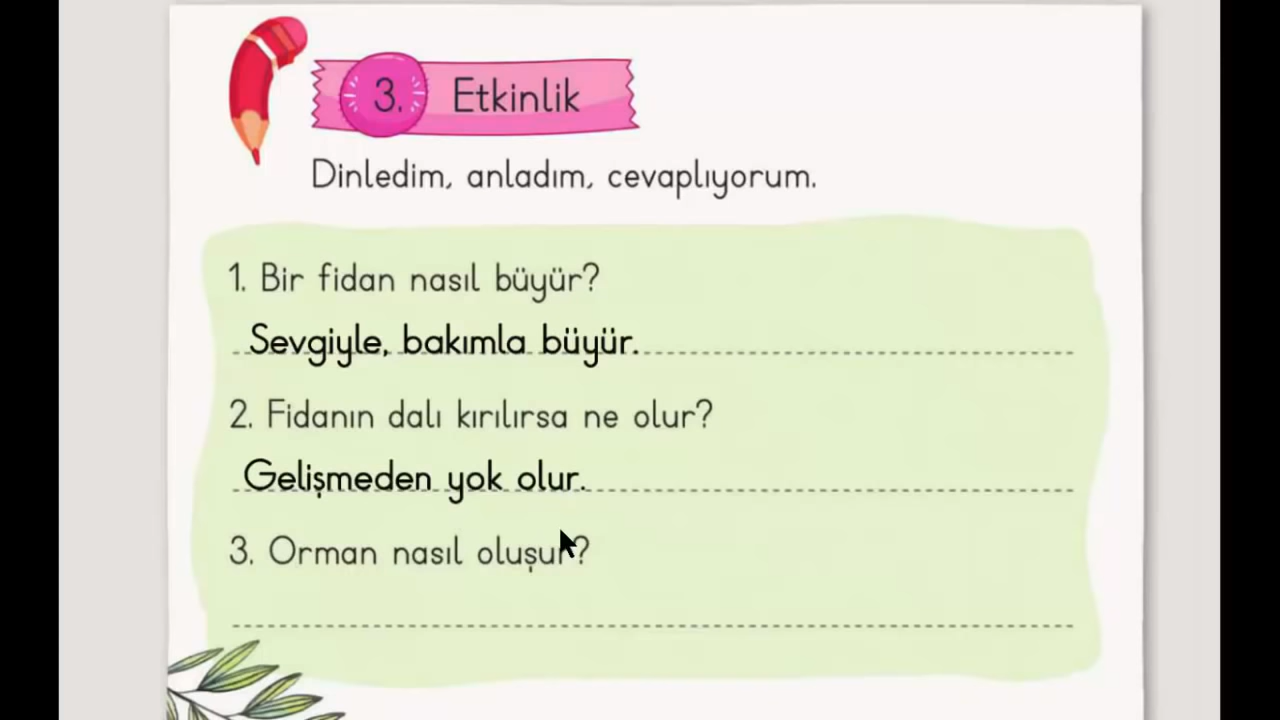 3. Etkinlik
Dinledim, anladım, cevaplıyorum.
1. Bir fidan nasıl büyür?
Sevgiyle, bakımla büyür.
2. Fidanın dalı kırılırsa ne olur?
Gelişmeden yok olur.
3. Orman nasıl oluşur?